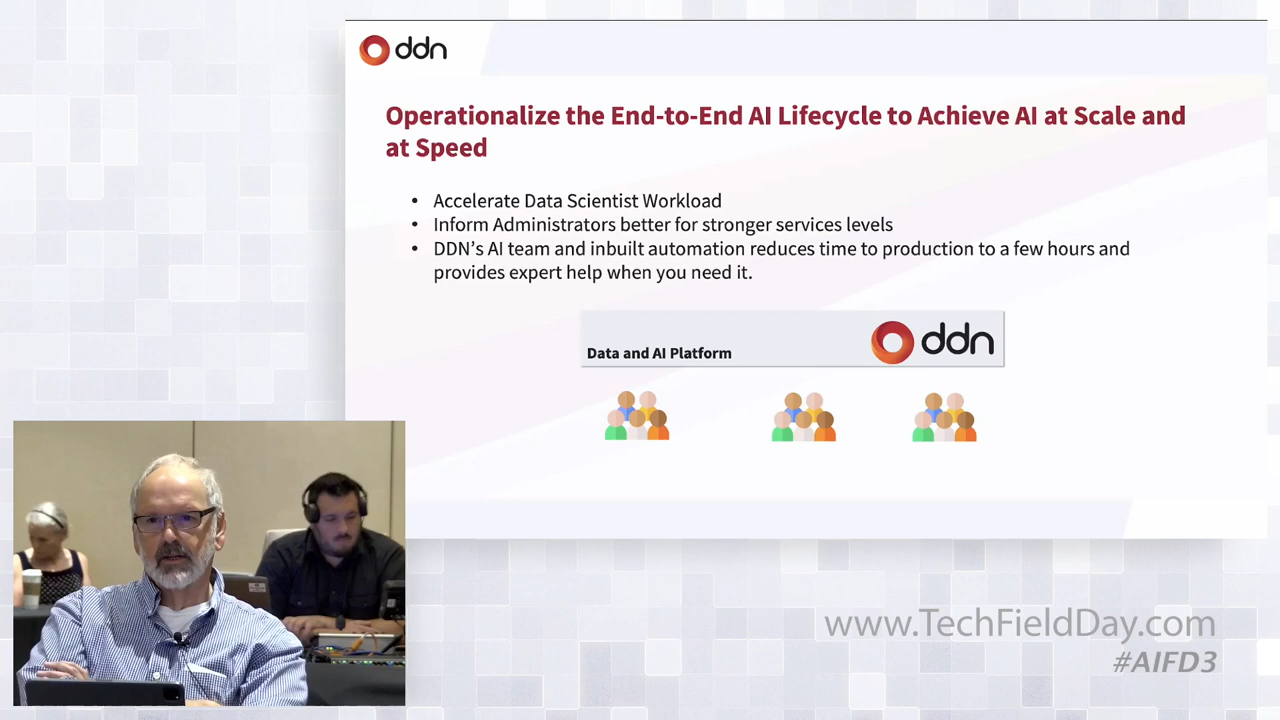 ddn
Operationalize the End-to-End AI Lifecycle to Achieve AI at Scale and
at Speed
• Accelerate Data Scientist Workload
• Inform Administrators better for stronger services levels
• DDN’s AI team and inbuilt automation reduces time to production to a few hours and
provides expert help when you need it.
Data and AI Platform
ddn
www.TechFieldDay.com
#AIFD3